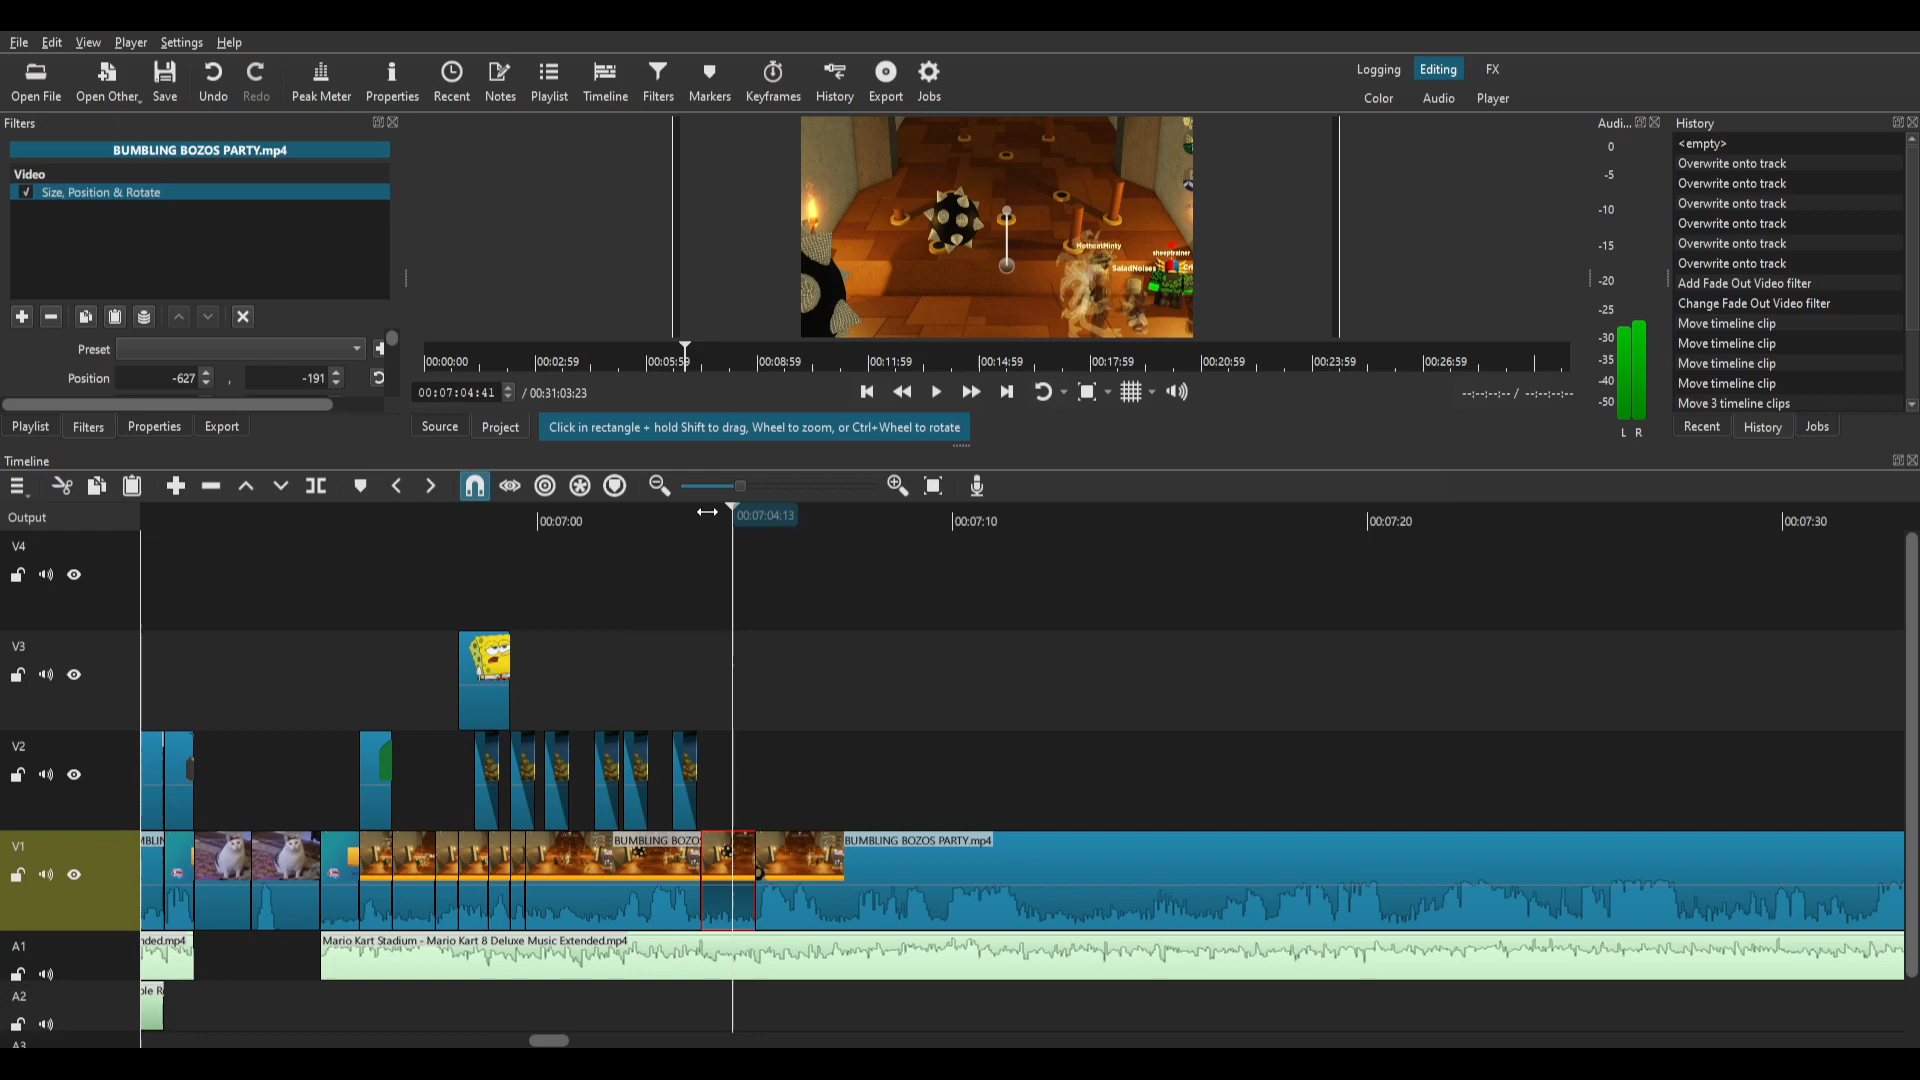 File Edit View Player Settings Help
Open File Open Other Save Undo Redo Peak Meter Properties Recent Notes Playlist Timeline Filters Markers Keyframes History Export Jobs
Logging Editing FX
Color Audio Player
Filters
BUMBLING BOZOS PARTY.mp4
Video
Size, Position & Rotate
Preset
Position -627 , -191
Playlist Filters Properties Export
HothcatMinty
sheeptrainer
SaladNoises
00:00:00 00:02:59 00:05:59 00:08:59 00:11:59 00:14:59 00:17:59 00:20:59 00:23:59 00:26:59
00:07:04:41 / 00:31:03:23
--:--:--:-- / --:--:--:--
Source Project Click in rectangle + hold Shift to drag, Wheel to zoom, or Ctrl+Wheel to rotate
Audi...
0
-5
-10
-15
-20
-25
-30
-35
-40
-50
L R
History
<empty>
Overwrite onto track
Overwrite onto track
Overwrite onto track
Overwrite onto track
Overwrite onto track
Overwrite onto track
Add Fade Out Video filter
Change Fade Out Video filter
Move timeline clip
Move timeline clip
Move timeline clip
Move timeline clip
Move 3 timeline clips
Recent History Jobs
Timeline
Output
00:07:00 00:07:04:13 00:07:10 00:07:20 00:07:30
V4
V3
V2
V1
MBLIN BUMBLING BOZO BUMBLING BOZOS PARTY.mp4
A1
nded.mp4 Mario Kart Stadium - Mario Kart 8 Deluxe Music Extended.mp4
A2
ble R
A3